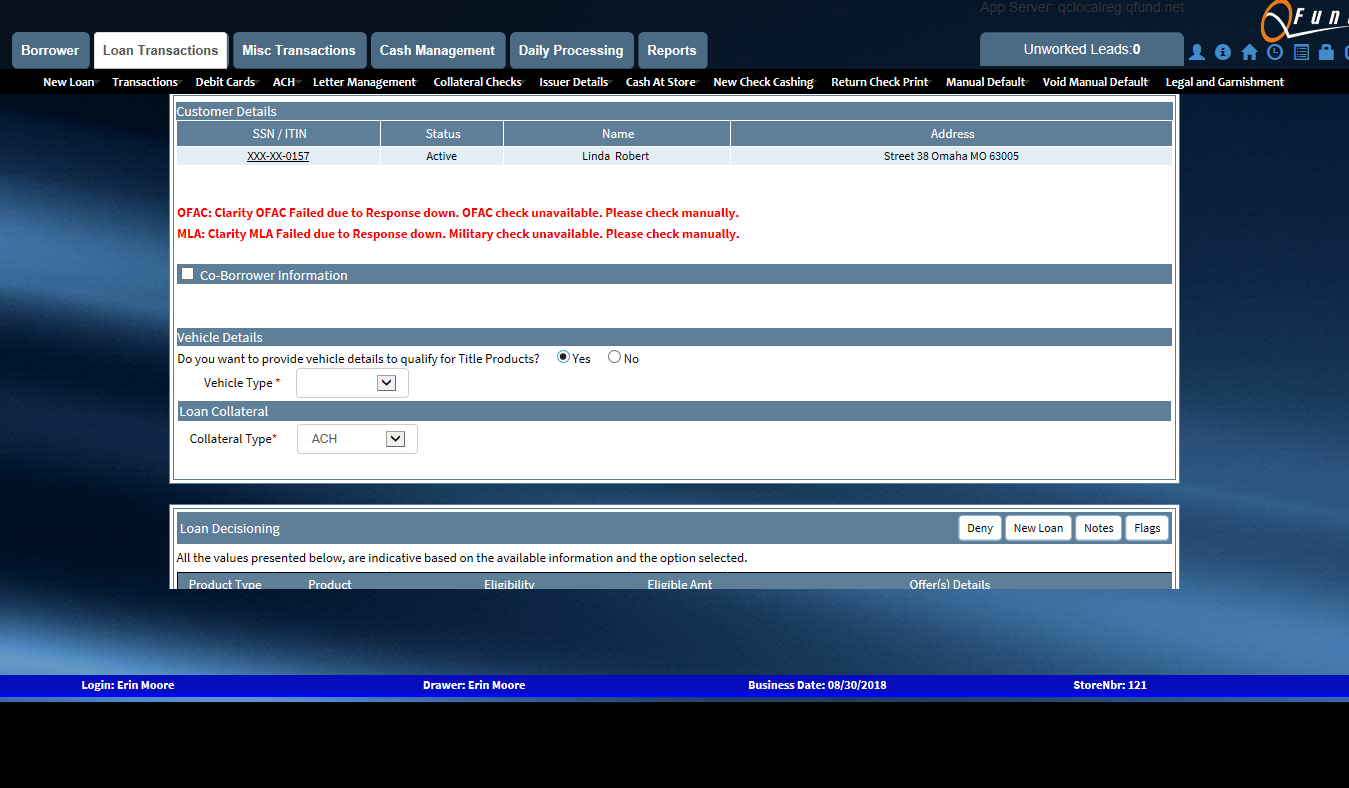 App Server: qclocalreg.qfund.net
QFun
Borrower Loan Transactions Misc Transactions Cash Management Daily Processing Reports Unworked Leads:0
New Loan Transactions Debit Cards ACH Letter Management Collateral Checks Issuer Details Cash At Store New Check Cashing Return Check Print Manual Default Void Manual Default Legal and Garnishment
Customer Details
SSN / ITIN Status Name Address
XXX-XX-0157 Active Linda Robert Street 38 Omaha MO 63005
OFAC: Clarity OFAC Failed due to Response down. OFAC check unavailable. Please check manually.
MLA: Clarity MLA Failed due to Response down. Military check unavailable. Please check manually.
Co-Borrower Information
Vehicle Details
Do you want to provide vehicle details to qualify for Title Products? Yes No
Vehicle Type *
Loan Collateral
Collateral Type* ACH
Loan Decisioning Deny New Loan Notes Flags
All the values presented below, are indicative based on the available information and the option selected.
Product Type Product Eligibility Eligible Amt Offer(s) Details
Login: Erin Moore Drawer: Erin Moore Business Date: 08/30/2018 StoreNbr: 121